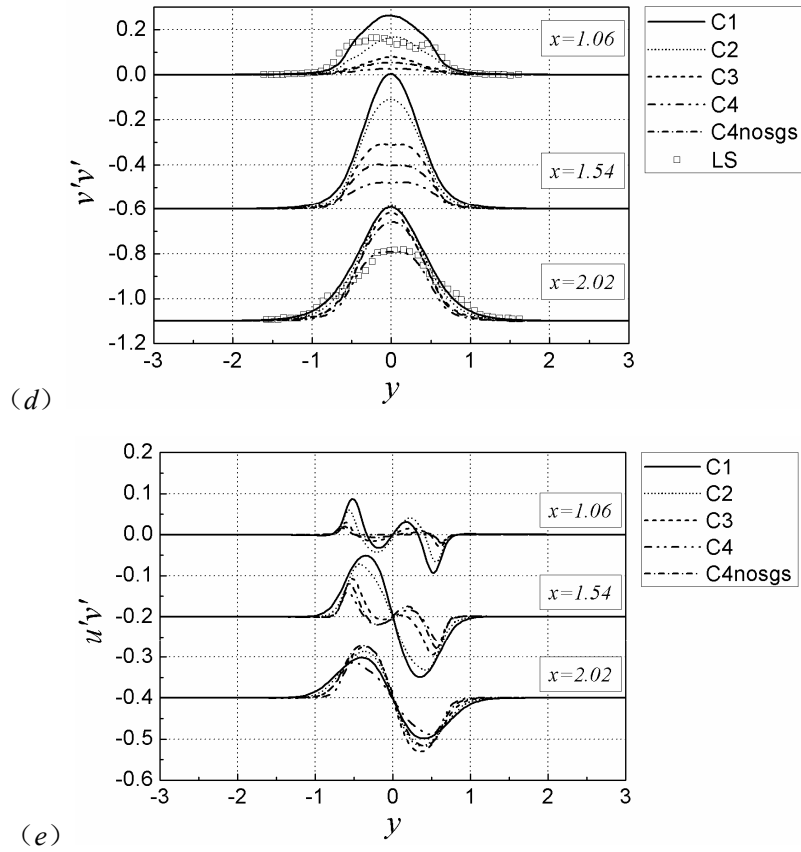 0.2
0.0
-0.2
-0.4
-0.6
-0.8
-1.0
-1.2
v'v'
x=1.06
x=1.54
x=2.02
-3
-2
-1
0
1
2
3
y
C1
C2
C3
C4
C4nosgs
LS
（d）
0.2
0.1
0.0
-0.1
-0.2
-0.3
-0.4
-0.5
-0.6
u'v'
x=1.06
x=1.54
x=2.02
-3
-2
-1
0
1
2
3
y
C1
C2
C3
C4
C4nosgs
（e）